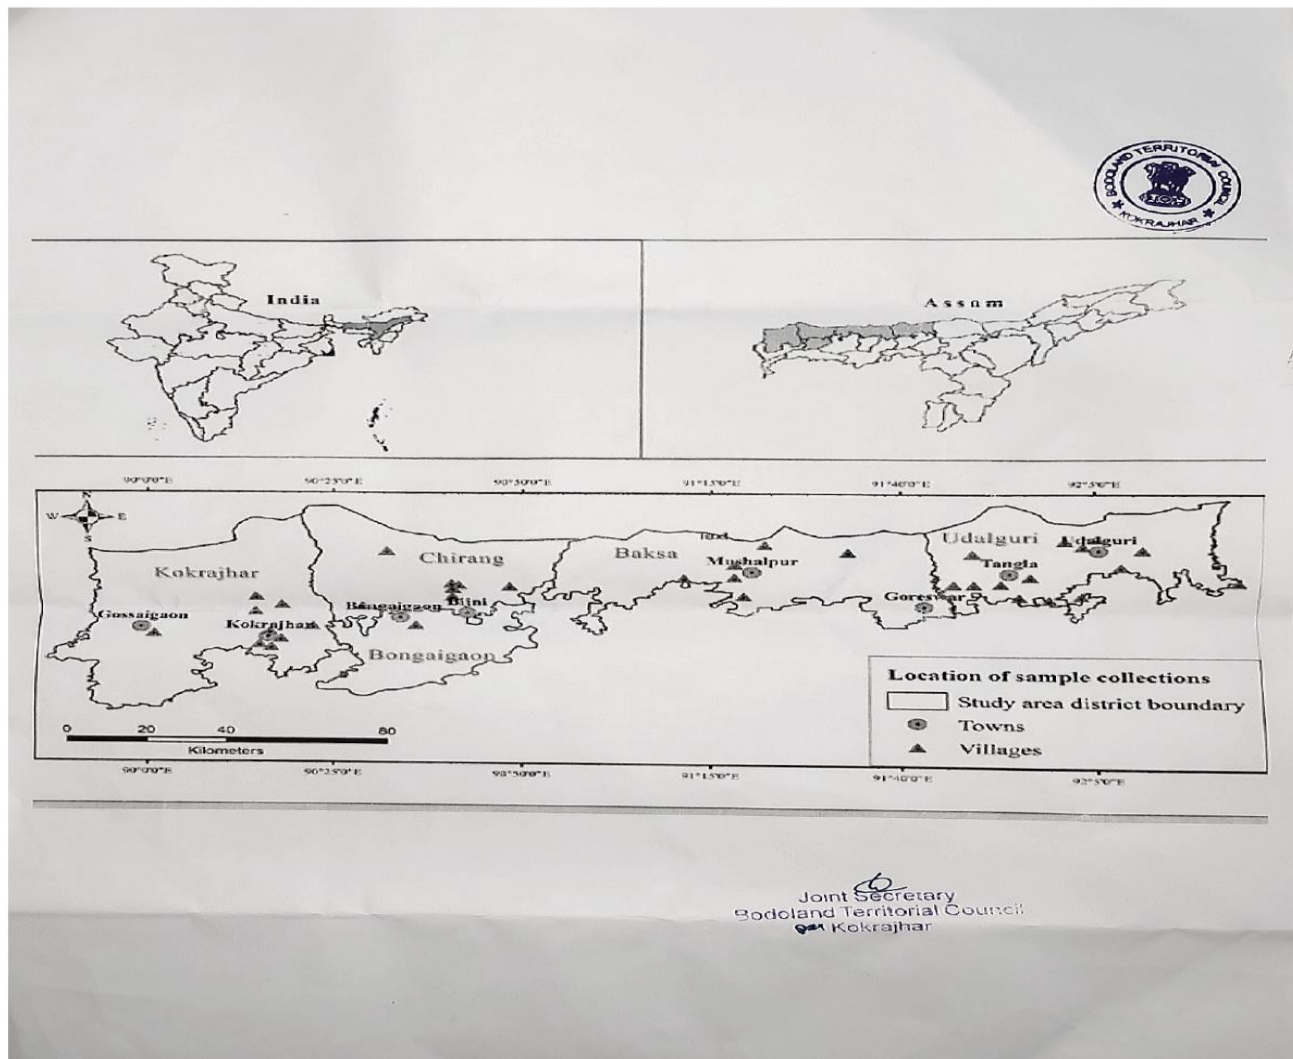 BODOLAND TERRITORIAL COUNCIL
★ KOKRAJHAR ★
India
Assam
90°0'0"E 90°25'0"E 90°50'0"E 91°15'0"E 91°40'0"E 92°5'0"E
N
W E
S
Kokrajhar
Chirang
Baksa
Udalguri
Udalguri
Mushalpur
Tangla
Gossaigaon
Kokrajhar
Bongaigaon
Bijni
Goreswar
Bongaigaon
Location of sample collections
Study area district boundary
Towns
Villages
0 20 40 80
Kilometers
90°0'0"E 90°25'0"E 90°50'0"E 91°15'0"E 91°40'0"E 92°5'0"E
Joint Secretary
Bodoland Territorial Council
Kokrajhar